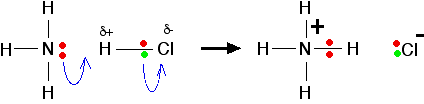 H H
δ+ δ-
H N H Cl H N + H Cl -
H H